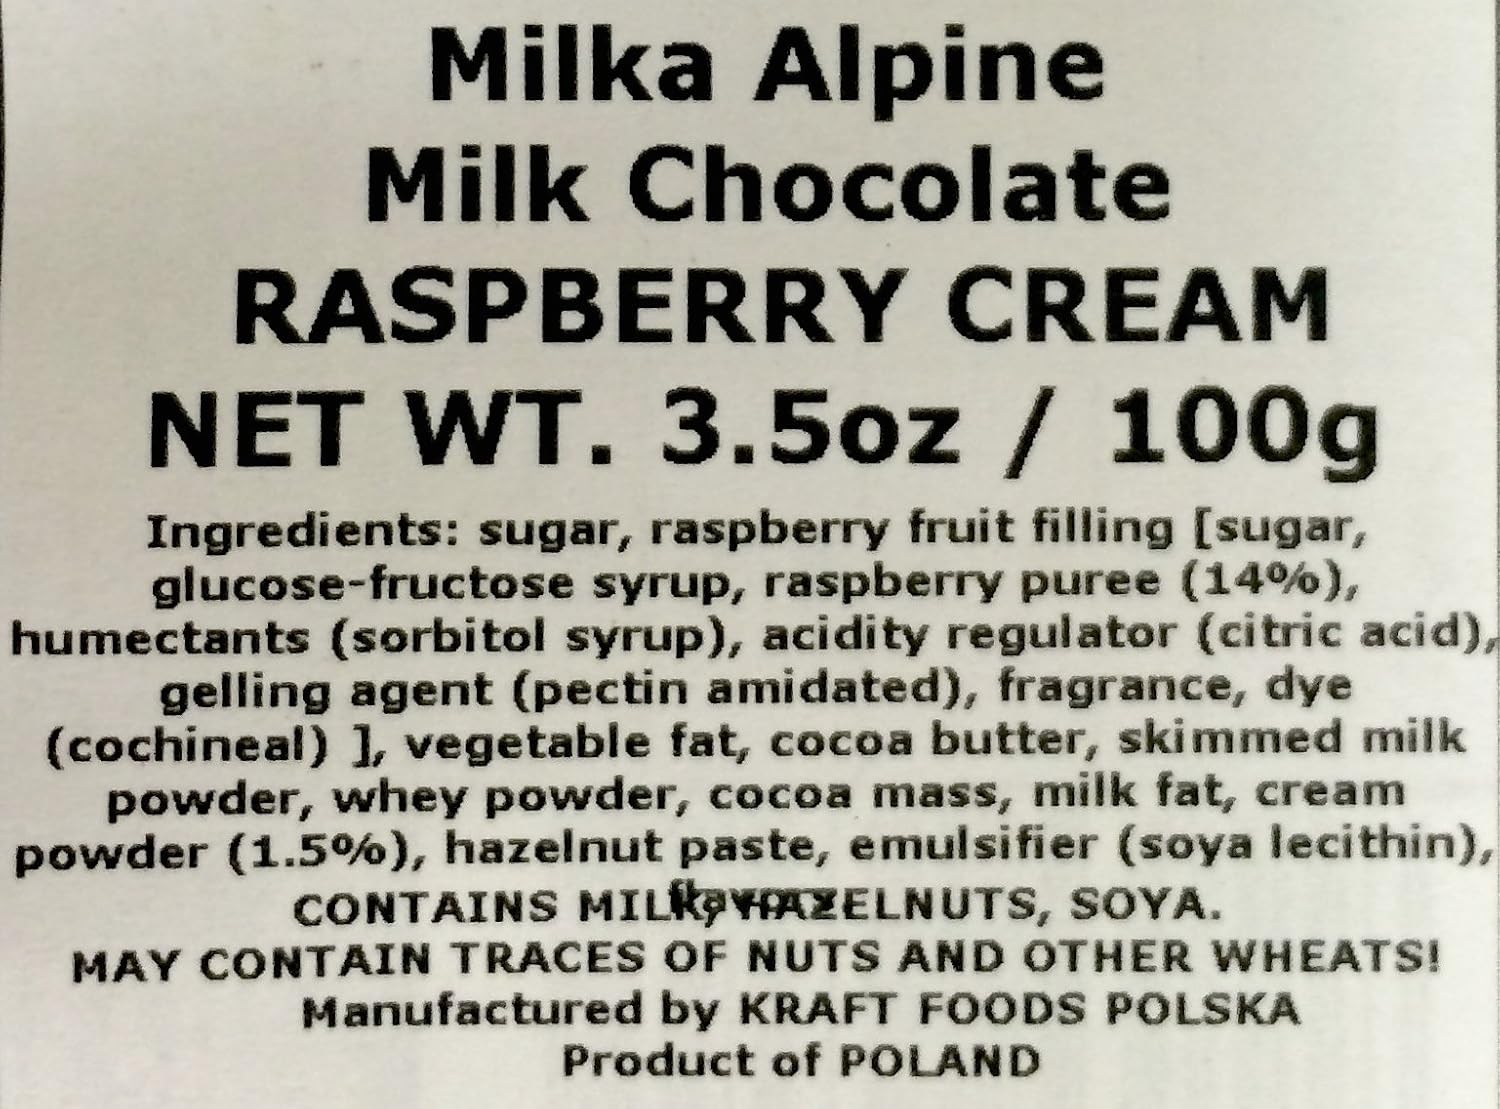 Milka Alpine
Milk Chocolate
RASPBERRY CREAM
NET WT. 3.5oz / 100g
Ingredients: sugar, raspberry fruit filling [sugar,
glucose-fructose syrup, raspberry puree (14%),
humectants (sorbitol syrup), acidity regulator (citric acid),
gelling agent (pectin amidated), fragrance, dye
(cochineal) ], vegetable fat, cocoa butter, skimmed milk
powder, whey powder, cocoa mass, milk fat, cream
powder (1.5%), hazelnut paste, emulsifier (soya lecithin),
CONTAINS MILK, HAZELNUTS, SOYA.
MAY CONTAIN TRACES OF NUTS AND OTHER WHEATS!
Manufactured by KRAFT FOODS POLSKA
Product of POLAND